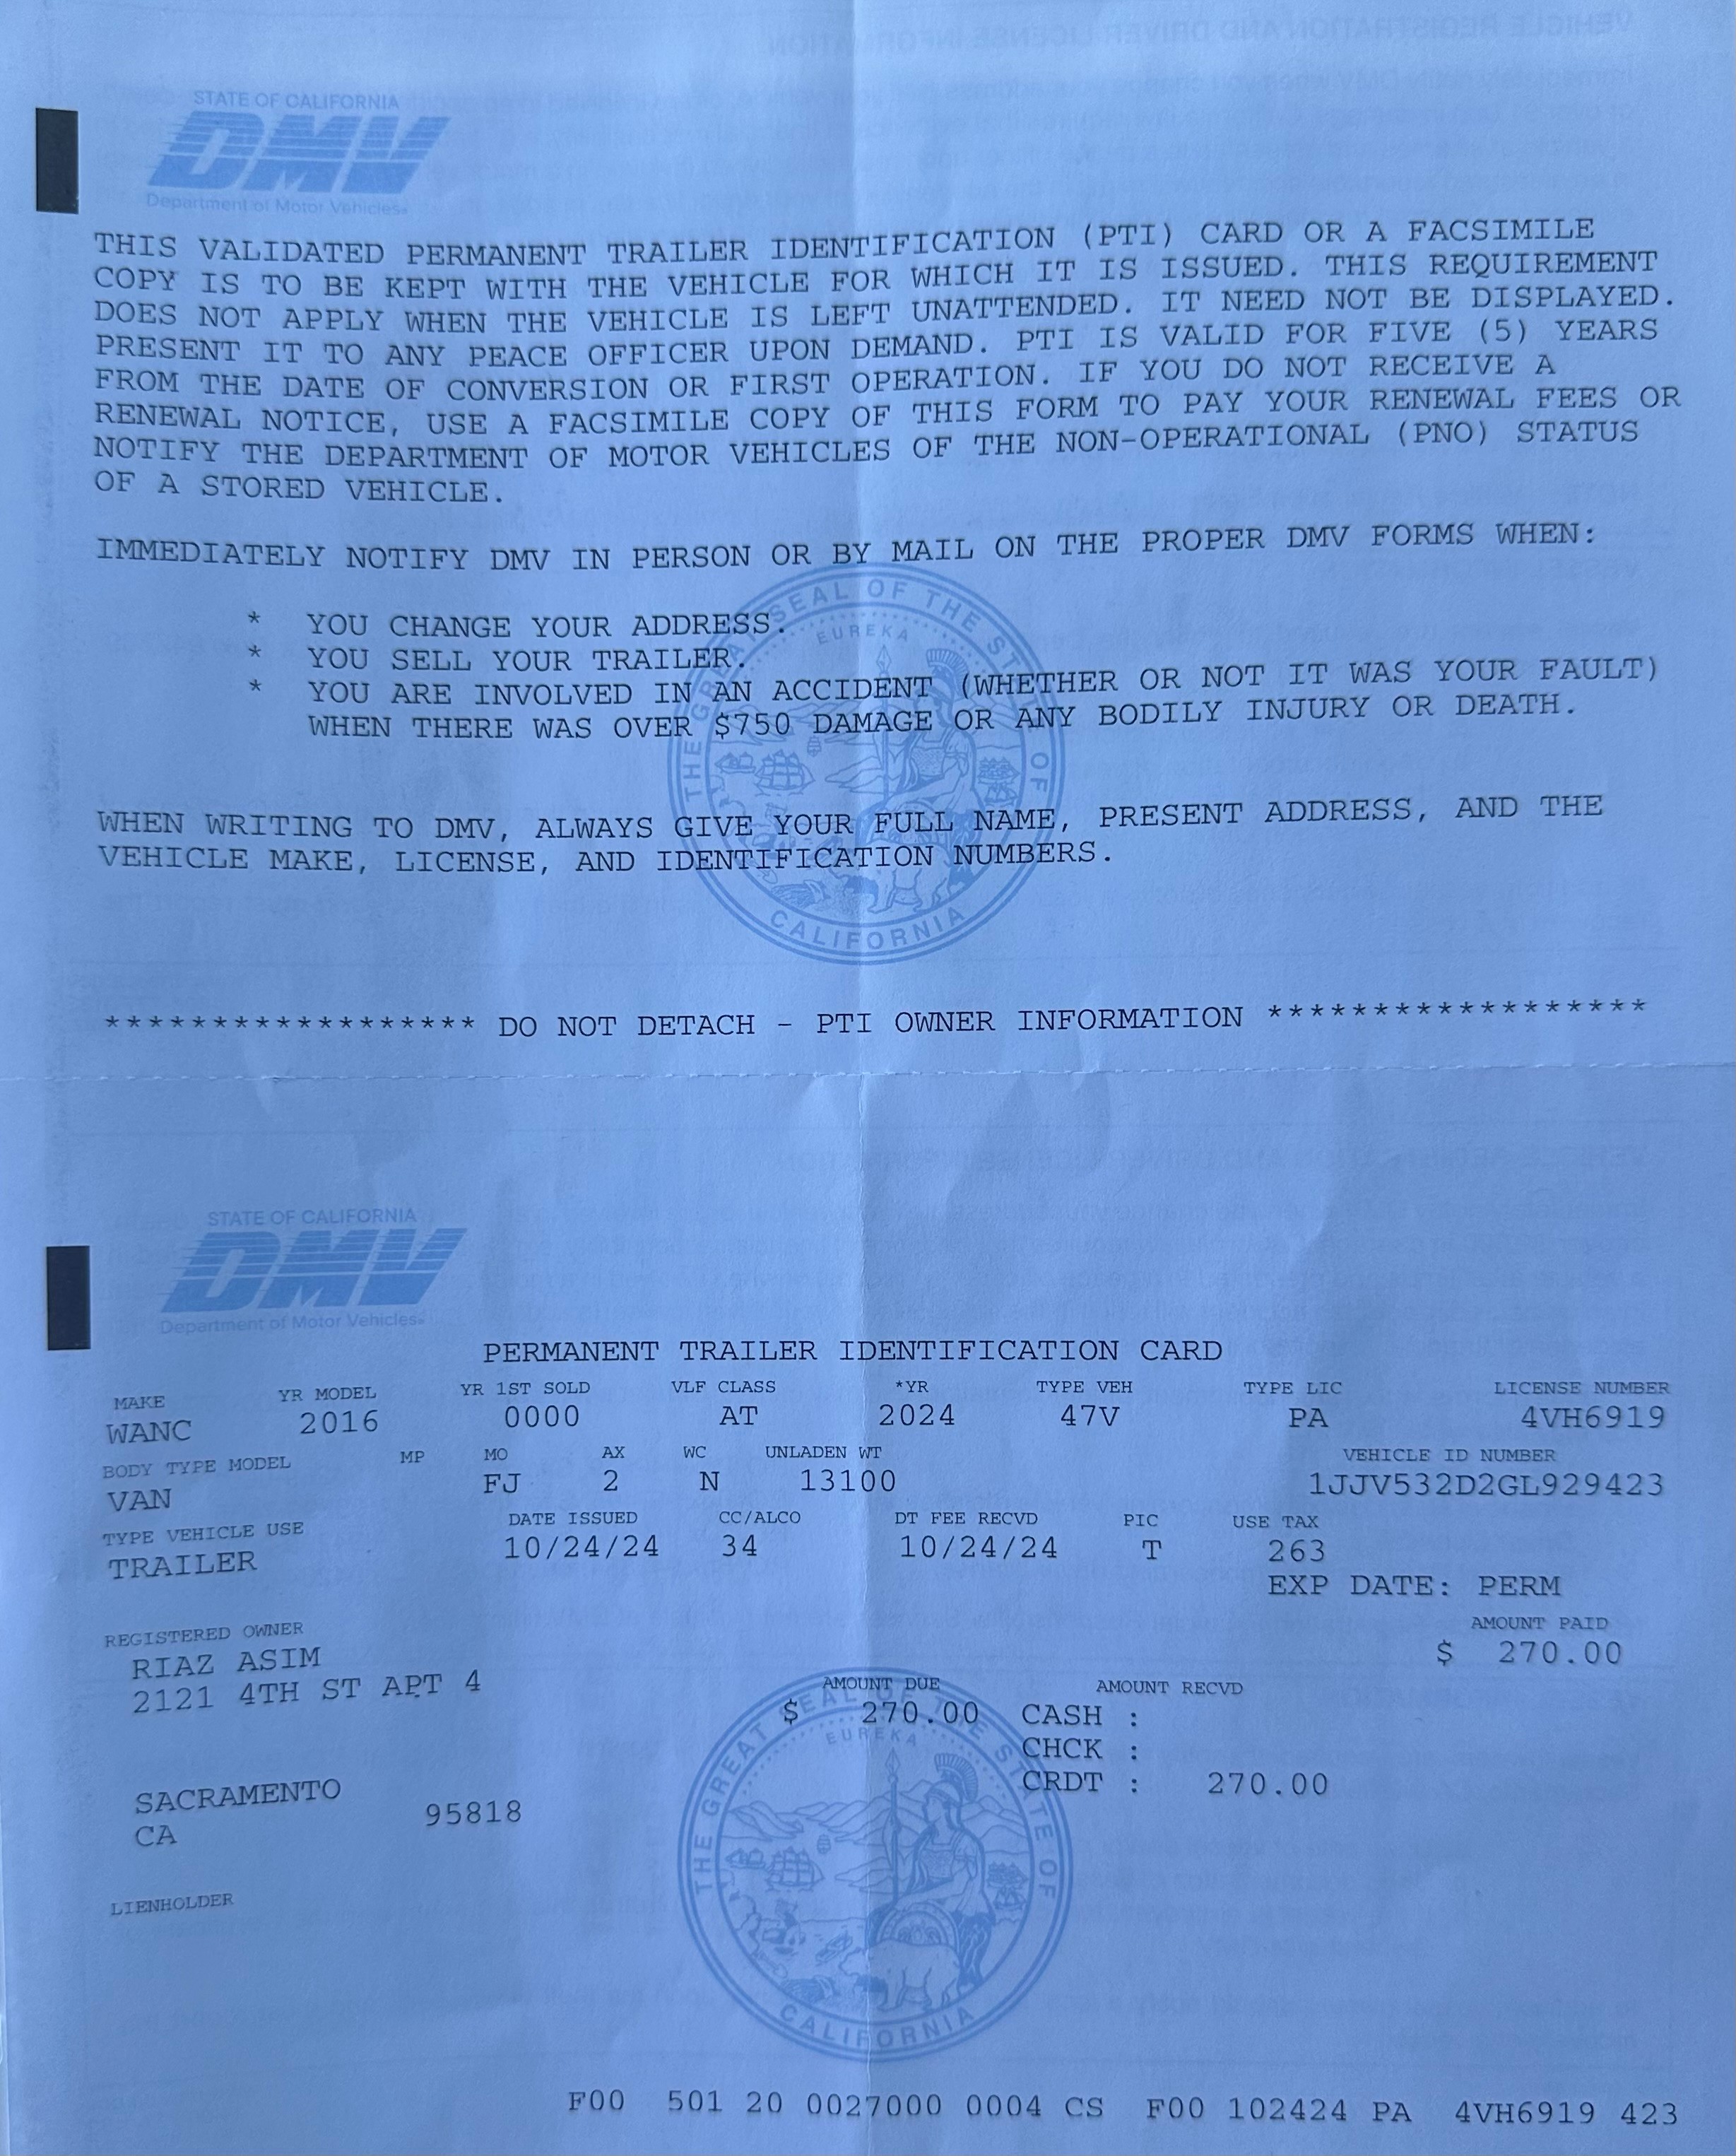 STATE OF CALIFORNIA
DMV
Department of Motor Vehicles
THIS VALIDATED PERMANENT TRAILER IDENTIFICATION (PTI) CARD OR A FACSIMILE
COPY IS TO BE KEPT WITH THE VEHICLE FOR WHICH IT IS ISSUED. THIS REQUIREMENT
DOES NOT APPLY WHEN THE VEHICLE IS LEFT UNATTENDED. IT NEED NOT BE DISPLAYED.
PRESENT IT TO ANY PEACE OFFICER UPON DEMAND. PTI IS VALID FOR FIVE (5) YEARS
FROM THE DATE OF CONVERSION OR FIRST OPERATION. IF YOU DO NOT RECEIVE A
RENEWAL NOTICE, USE A FACSIMILE COPY OF THIS FORM TO PAY YOUR RENEWAL FEES OR
NOTIFY THE DEPARTMENT OF MOTOR VEHICLES OF THE NON-OPERATIONAL (PNO) STATUS
OF A STORED VEHICLE.
IMMEDIATELY NOTIFY DMV IN PERSON OR BY MAIL ON THE PROPER DMV FORMS WHEN:
* YOU CHANGE YOUR ADDRESS.
* YOU SELL YOUR TRAILER.
* YOU ARE INVOLVED IN AN ACCIDENT (WHETHER OR NOT IT WAS YOUR FAULT)
WHEN THERE WAS OVER $750 DAMAGE OR ANY BODILY INJURY OR DEATH.
THE GREAT SEAL OF THE STATE OF CALIFORNIA
EUREKA
WHEN WRITING TO DMV, ALWAYS GIVE YOUR FULL NAME, PRESENT ADDRESS, AND THE
VEHICLE MAKE, LICENSE, AND IDENTIFICATION NUMBERS.
****************** DO NOT DETACH - PTI OWNER INFORMATION ******************
STATE OF CALIFORNIA
DMV
Department of Motor Vehicles
PERMANENT TRAILER IDENTIFICATION CARD
MAKE YR MODEL YR 1ST SOLD VLF CLASS *YR TYPE VEH TYPE LIC LICENSE NUMBER
WANC 2016 0000 AT 2024 47V PA 4VH6919
BODY TYPE MODEL MP MO AX WC UNLADEN WT VEHICLE ID NUMBER
VAN FJ 2 N 13100 1JJV532D2GL929423
TYPE VEHICLE USE DATE ISSUED CC/ALCO DT FEE RECVD PIC USE TAX
TRAILER 10/24/24 34 10/24/24 T 263
EXP DATE: PERM
REGISTERED OWNER AMOUNT PAID
RIAZ ASIM $ 270.00
2121 4TH ST APT 4
AMOUNT DUE AMOUNT RECVD
$ 270.00 CASH :
CHCK :
CRDT : 270.00
SACRAMENTO
CA 95818
LIENHOLDER
THE GREAT SEAL OF THE STATE OF CALIFORNIA
EUREKA
F00 501 20 0027000 0004 CS F00 102424 PA 4VH6919 423